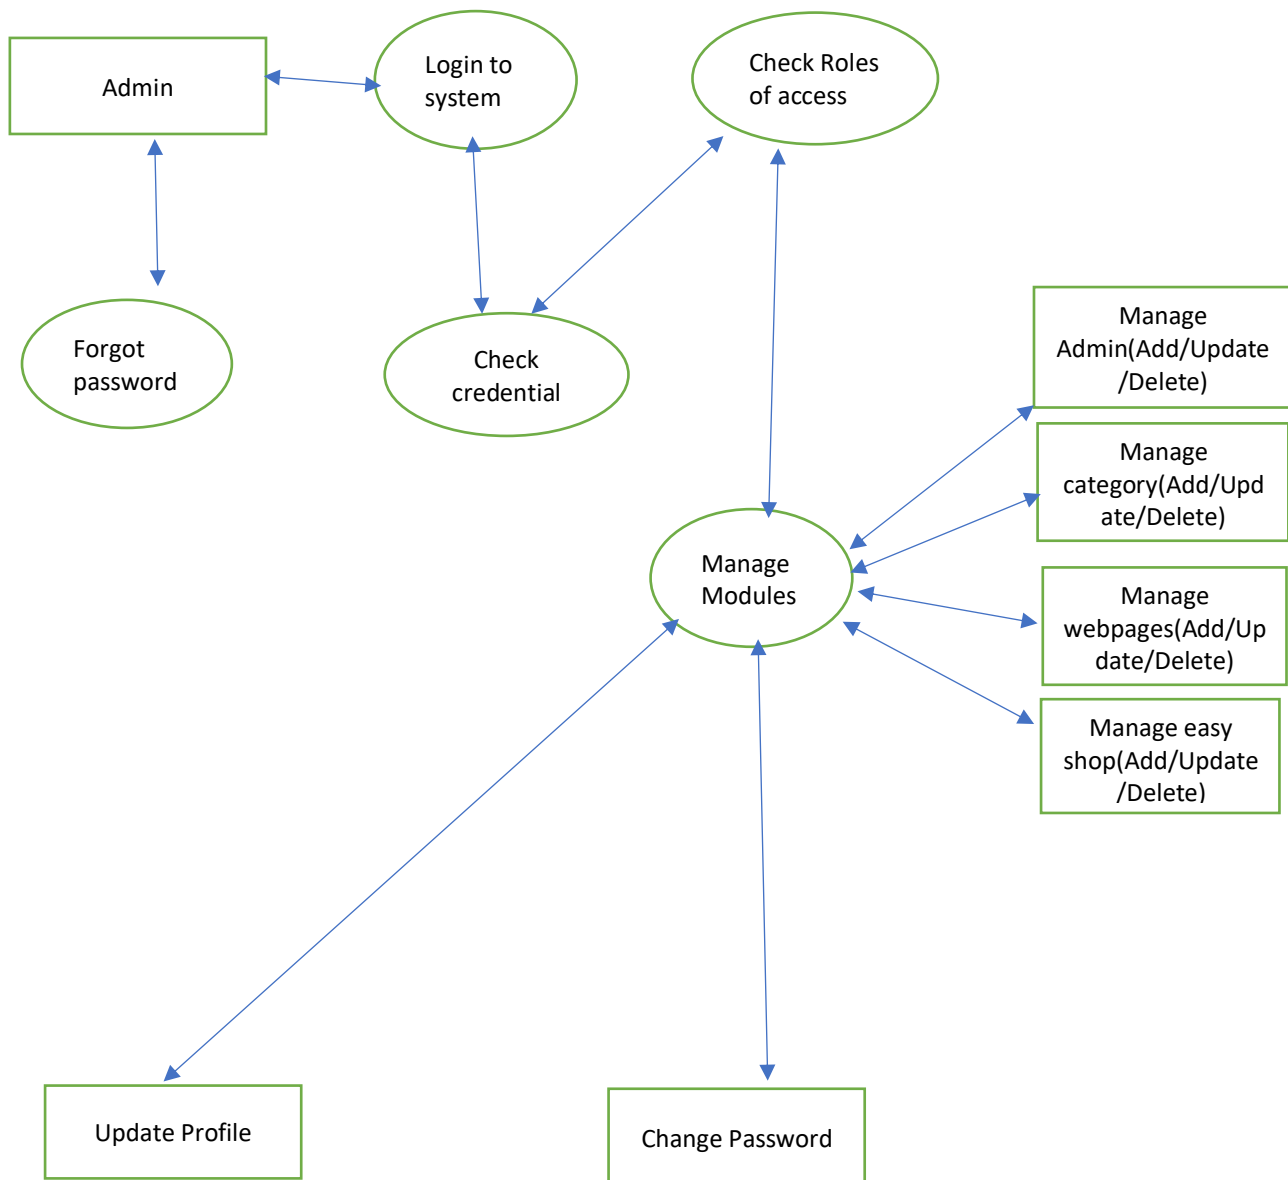 Admin
Login to
system
Check Roles
of access
Forgot
password
Check
credential
Manage
Admin(Add/Update
/Delete)
Manage
category(Add/Upd
ate/Delete)
Manage
Modules
Manage
webpages(Add/Up
date/Delete)
Manage easy
shop(Add/Update
/Delete)
Update Profile
Change Password